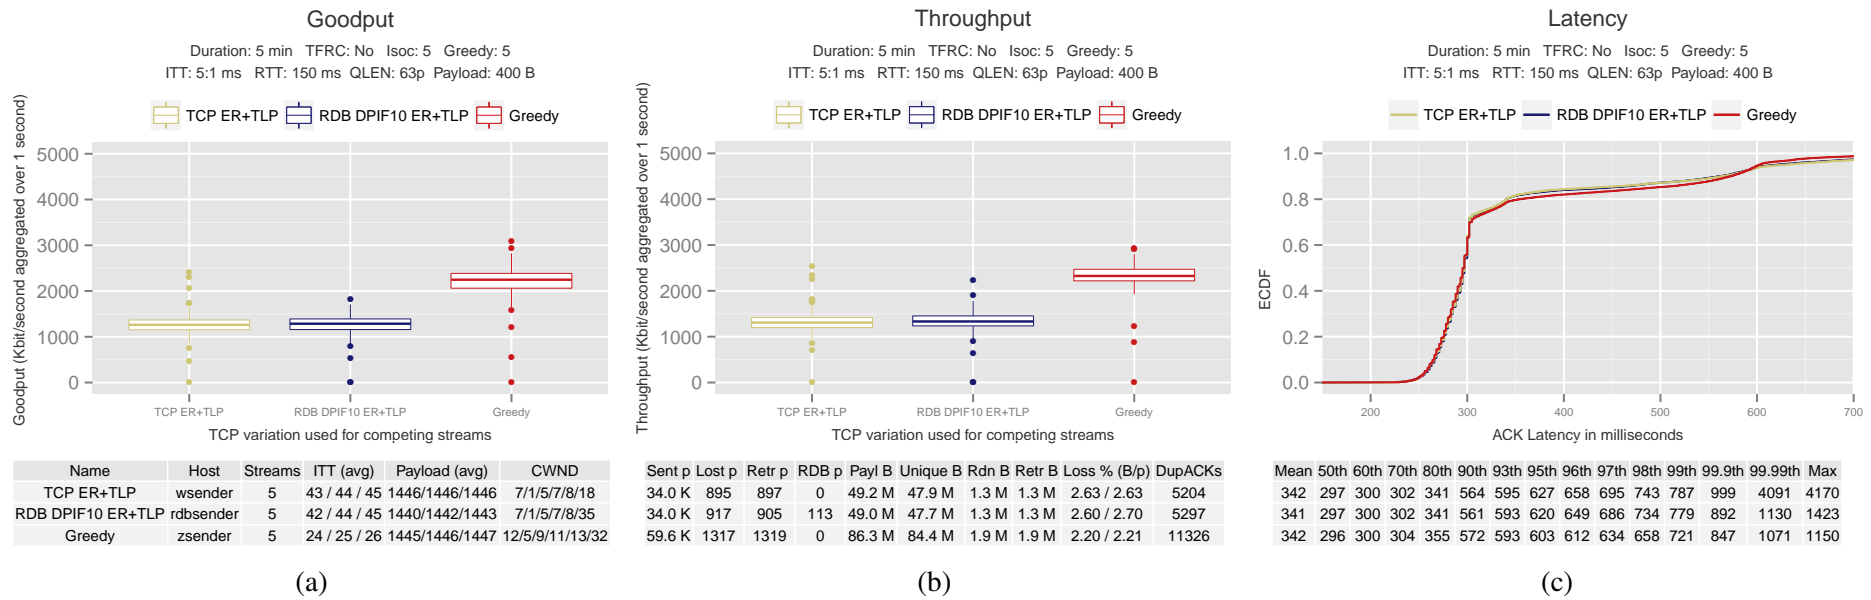 Goodput
Duration: 5 min TFRC: No Isoc: 5 Greedy: 5
ITT: 5:1 ms RTT: 150 ms QLEN: 63p Payload: 400 B
TCP ER+TLP RDB DPIF10 ER+TLP Greedy
Goodput (Kbit/second aggregated over 1 second)
5000
4000
3000
2000
1000
0
TCP ER+TLP RDB DPIF10 ER+TLP Greedy
TCP variation used for competing streams
Name Host Streams ITT (avg) Payload (avg) CWND
TCP ER+TLP wsender 5 43 / 44 / 45 1446/1446/1446 7/1/5/7/8/18
RDB DPIF10 ER+TLP rdbsender 5 42 / 44 / 45 1440/1442/1443 7/1/5/7/8/35
Greedy zsender 5 24 / 25 / 26 1445/1446/1447 12/5/9/11/13/32
(a)
Throughput
Duration: 5 min TFRC: No Isoc: 5 Greedy: 5
ITT: 5:1 ms RTT: 150 ms QLEN: 63p Payload: 400 B
TCP ER+TLP RDB DPIF10 ER+TLP Greedy
Throughput (Kbit/second aggregated over 1 second)
5000
4000
3000
2000
1000
0
TCP ER+TLP RDB DPIF10 ER+TLP Greedy
TCP variation used for competing streams
Sent p Lost p Retr p RDB p Payl B Unique B Rdn B Retr B Loss % (B/p) DupACKs
34.0 K 895 897 0 49.2 M 47.9 M 1.3 M 1.3 M 2.63 / 2.63 5204
34.0 K 917 905 113 49.0 M 47.7 M 1.3 M 1.3 M 2.60 / 2.70 5297
59.6 K 1317 1319 0 86.3 M 84.4 M 1.9 M 1.9 M 2.20 / 2.21 11326
(b)
Latency
Duration: 5 min TFRC: No Isoc: 5 Greedy: 5
ITT: 5:1 ms RTT: 150 ms QLEN: 63p Payload: 400 B
TCP ER+TLP RDB DPIF10 ER+TLP Greedy
ECDF
1.0
0.8
0.6
0.4
0.2
0.0
200 300 400 500 600 700
ACK Latency in milliseconds
Mean 50th 60th 70th 80th 90th 93th 95th 96th 97th 98th 99th 99.9th 99.99th Max
342 297 300 302 341 564 595 627 658 695 743 787 999 4091 4170
341 297 300 302 341 561 593 620 649 686 734 779 892 1130 1423
342 296 300 304 355 572 593 603 612 634 658 721 847 1071 1150
(c)